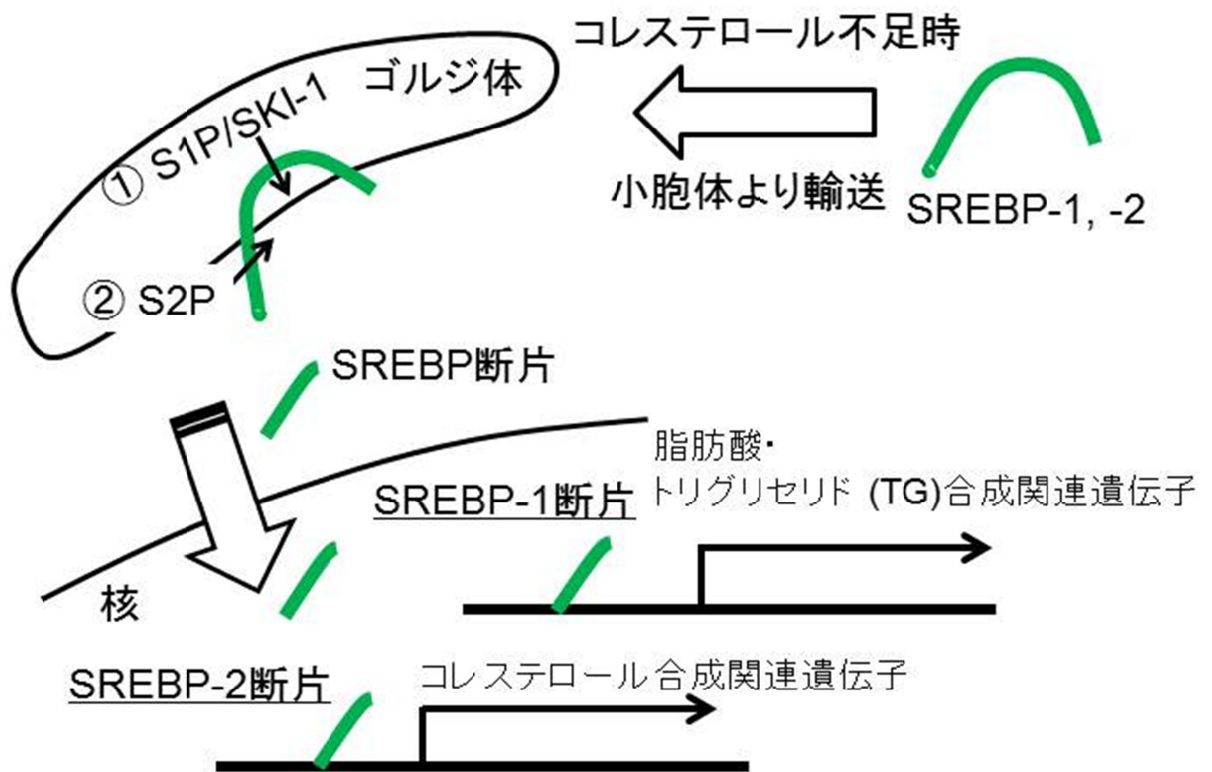 コレステロール不足時
ゴルジ体
① S1P/SKI-1
小胞体より輸送
SREBP-1, -2
② S2P
SREBP断片
脂肪酸・
トリグリセリド (TG)合成関連遺伝子
SREBP-1断片
核
SREBP-2断片
コレステロール合成関連遺伝子